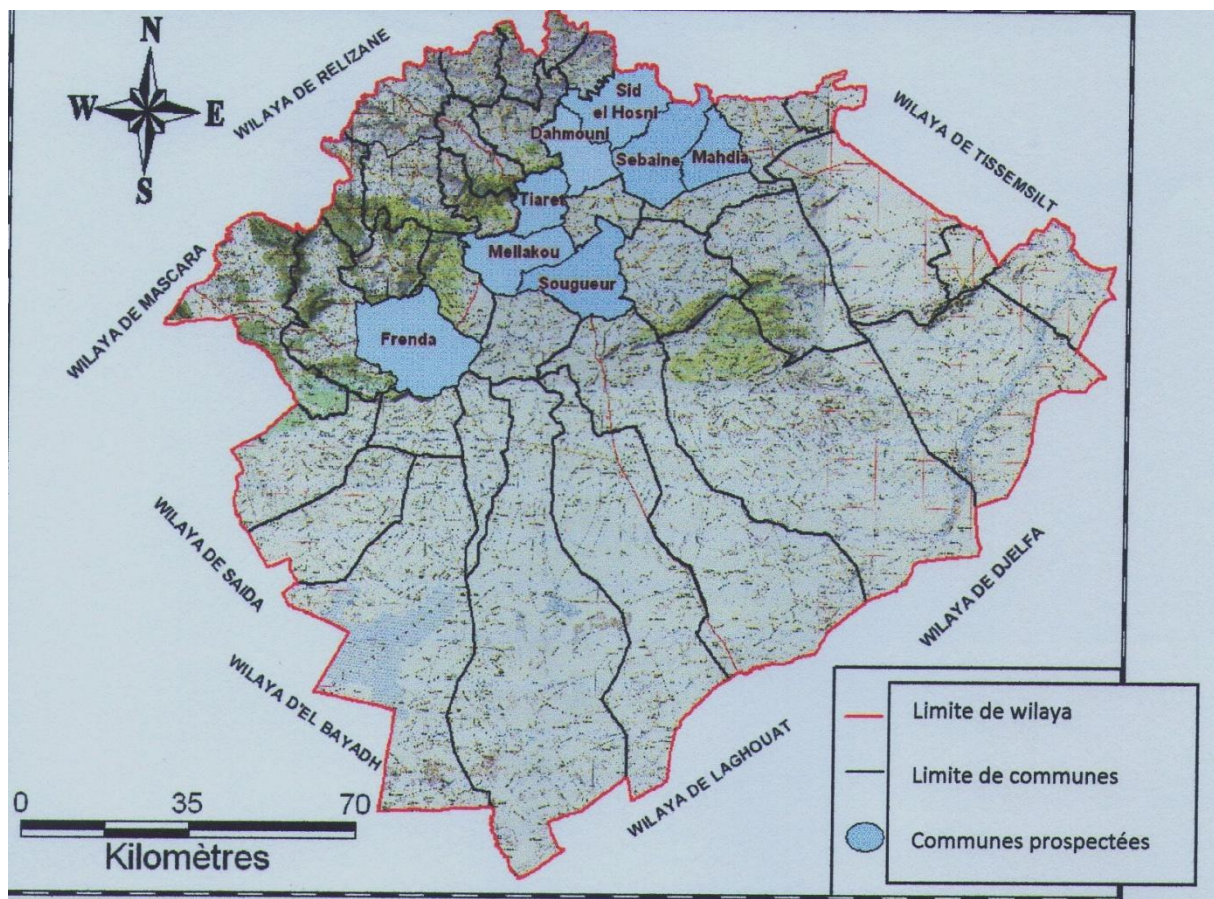 N
W E
S
WILAYA DE RELIZANE
WILAYA DE TISSEMSILT
WILAYA DE MASCARA
Sid
el Hosni
Dahmouni
Sebaine
Mahdia
Tiaret
Mellakou
Sougueur
Frenda
WILAYA DE SAIDA
WILAYA D'EL BAYADH
WILAYA DE LAGHOUAT
WILAYA DE DJELFA
0 35 70
Kilomètres
Limite de wilaya
Limite de communes
Communes prospectées